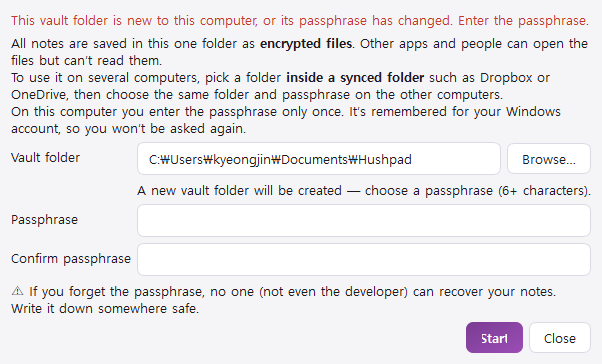 This vault folder is new to this computer, or its passphrase has changed. Enter the passphrase.
All notes are saved in this one folder as encrypted files. Other apps and people can open the
files but can't read them.
To use it on several computers, pick a folder inside a synced folder such as Dropbox or
OneDrive, then choose the same folder and passphrase on the other computers.
On this computer you enter the passphrase only once. It's remembered for your Windows
account, so you won't be asked again.
Vault folder
C:₩Users₩kyeongjin₩Documents₩Hushpad
Browse...
A new vault folder will be created — choose a passphrase (6+ characters).
Passphrase
Confirm passphrase
⚠ If you forget the passphrase, no one (not even the developer) can recover your notes.
Write it down somewhere safe.
Start
Close